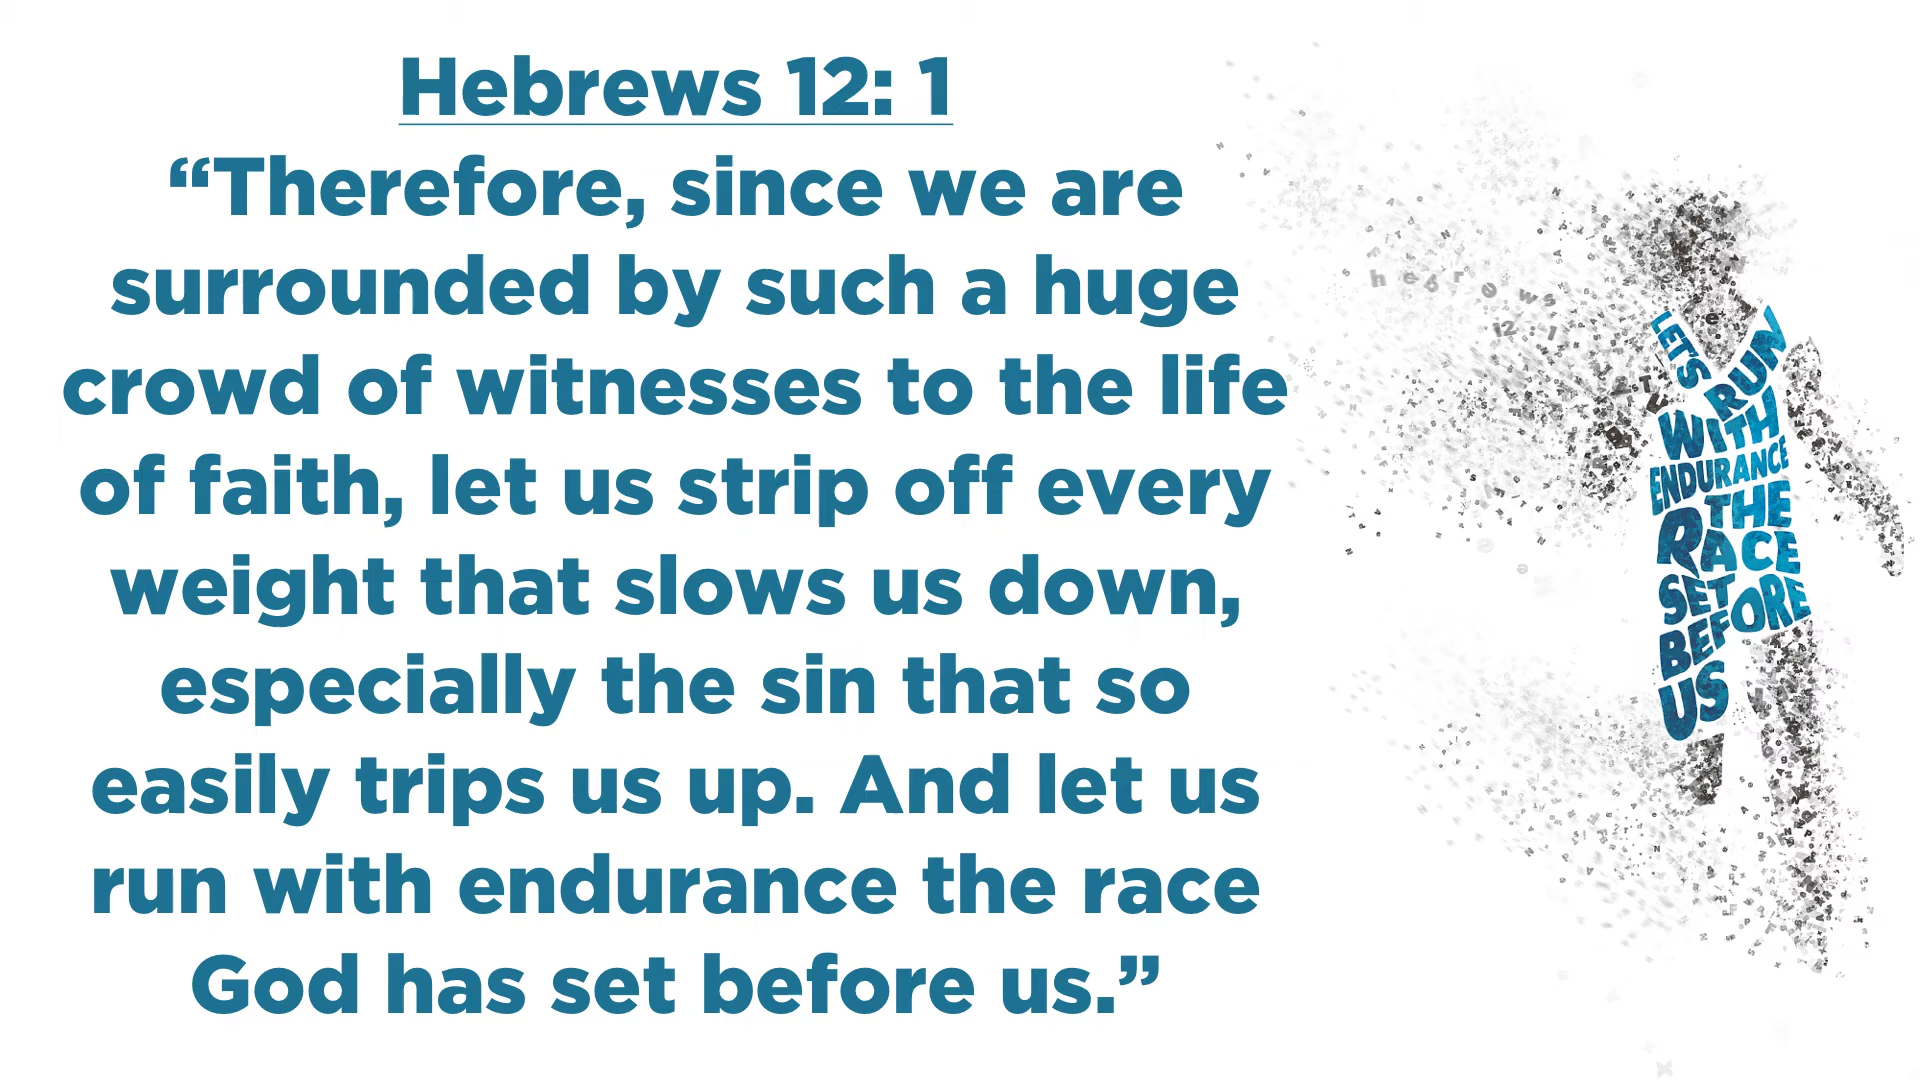 Hebrews 12: 1
“Therefore, since we are
surrounded by such a huge
crowd of witnesses to the life
of faith, let us strip off every
weight that slows us down,
especially the sin that so
easily trips us up. And let us
run with endurance the race
God has set before us.”
hebrews
12:1
LET'S RUN
WITH
ENDURANCE
THE
RACE
SET
BEFORE
US